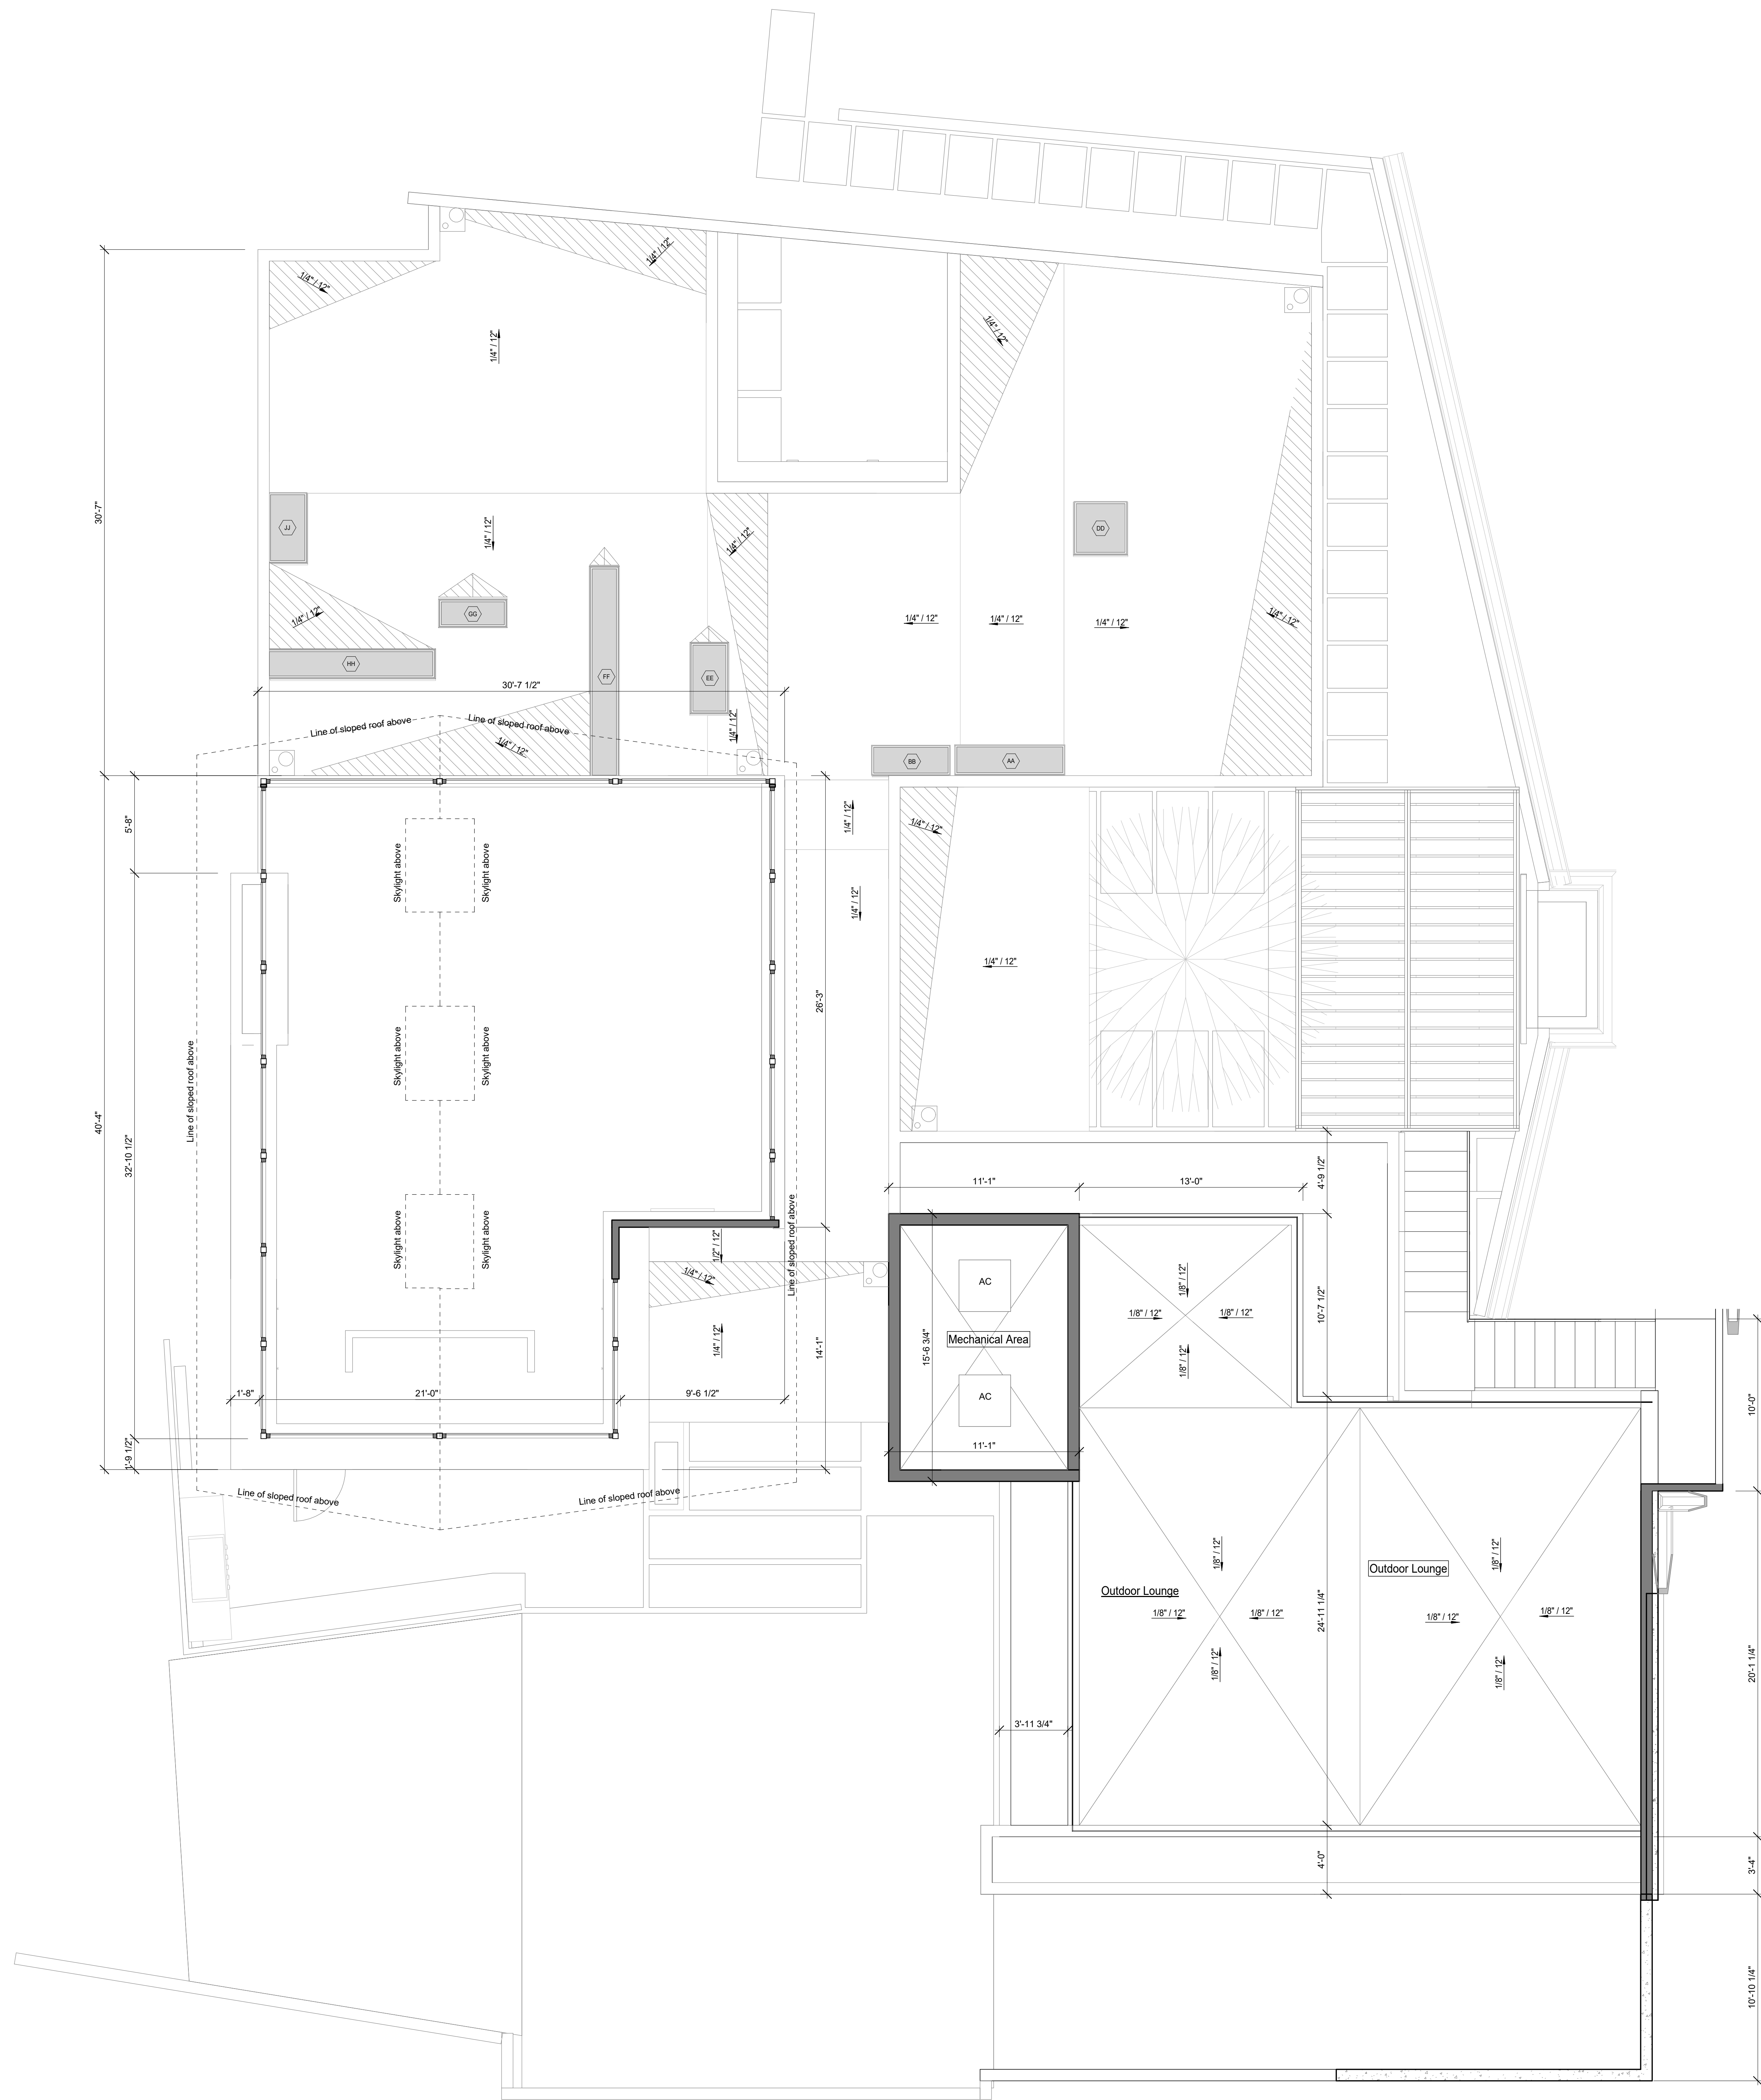 1/4" / 12"
1/4" / 12"
1/4" / 12"
1/4" / 12"
30'-7"
JJ
1/4" / 12"
1/4" / 12"
DD
GG
1/4" / 12"
1/4" / 12"
1/4" / 12"
1/4" / 12"
1/4" / 12"
HH
FF
EE
30'-7 1/2"
Line of sloped roof above
Line of sloped roof above
1/4" / 12"
1/4" / 12"
BB
AA
5'-8"
1/4" / 12"
1/4" / 12"
Skylight above
Skylight above
1/4" / 12"
1/4" / 12"
26'-3"
Skylight above
Skylight above
Line of sloped roof above
40'-4"
32'-10 1/2"
11'-1"
13'-0"
4'-9 1/2"
Skylight above
Skylight above
Line of sloped roof above
1/2" / 12"
1/4" / 12"
AC
1/8" / 12"
1/8" / 12"
1/8" / 12"
1/8" / 12"
10'-7 1/2"
1/4" / 12"
14'-1"
15'-6 3/4"
Mechanical Area
AC
1'-8"
21'-0"
9'-6 1/2"
10'-0"
1'-9 1/2"
11'-1"
Line of sloped roof above
Line of sloped roof above
1/8" / 12"
1/8" / 12"
Outdoor Lounge
Outdoor Lounge
1/8" / 12"
1/8" / 12"
24'-11 1/4"
1/8" / 12"
1/8" / 12"
1/8" / 12"
1/8" / 12"
20'-1 1/4"
3'-11 3/4"
4'-0"
3'-4"
10'-10 1/4"